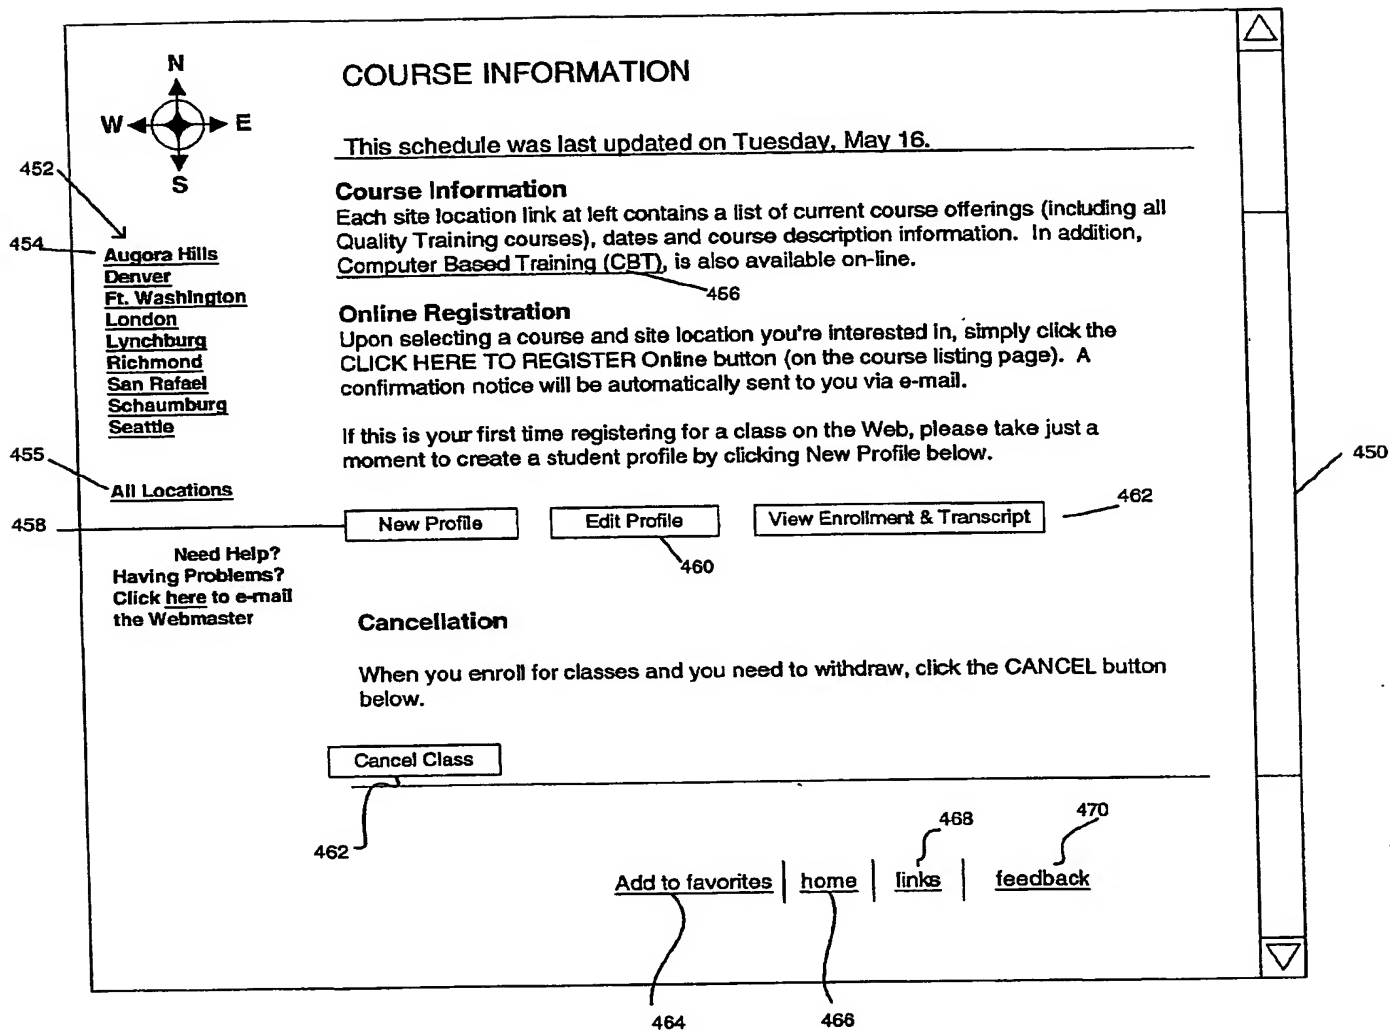 N
W E
S
452
454
Augora Hills
Denver
Ft. Washington
London
Lynchburg
Richmond
San Rafael
Schaumburg
Seattle
455
All Locations
458
Need Help?
Having Problems?
Click here to e-mail
the Webmaster
COURSE INFORMATION
This schedule was last updated on Tuesday, May 16.
Course Information
Each site location link at left contains a list of current course offerings (including all
Quality Training courses), dates and course description information. In addition,
Computer Based Training (CBT), is also available on-line.
456
Online Registration
Upon selecting a course and site location you're interested in, simply click the
CLICK HERE TO REGISTER Online button (on the course listing page). A
confirmation notice will be automatically sent to you via e-mail.
If this is your first time registering for a class on the Web, please take just a
moment to create a student profile by clicking New Profile below.
450
New Profile Edit Profile View Enrollment & Transcript 462
460
Cancellation
When you enroll for classes and you need to withdraw, click the CANCEL button
below.
Cancel Class
462
468 470
Add to favorites | home | links | feedback
464 466